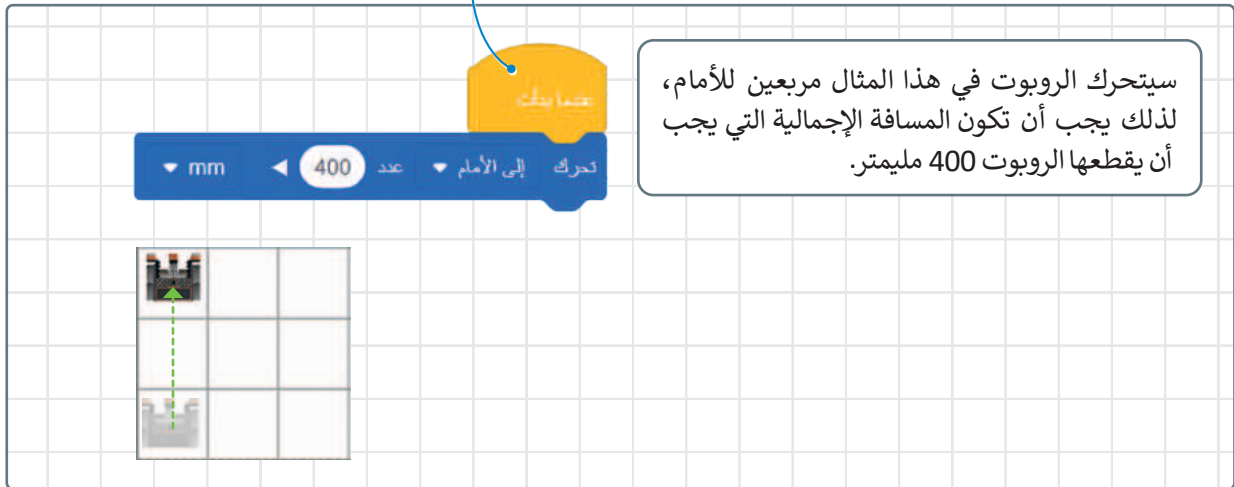 عندما بدأت
تحرك إلى الأمام عدد 400 mm
سيتحرك الروبوت في هذا المثال مربعين للأمام،
لذلك يجب أن تكون المسافة الإجمالية التي يجب
أن يقطعها الروبوت 400 مليمتر.